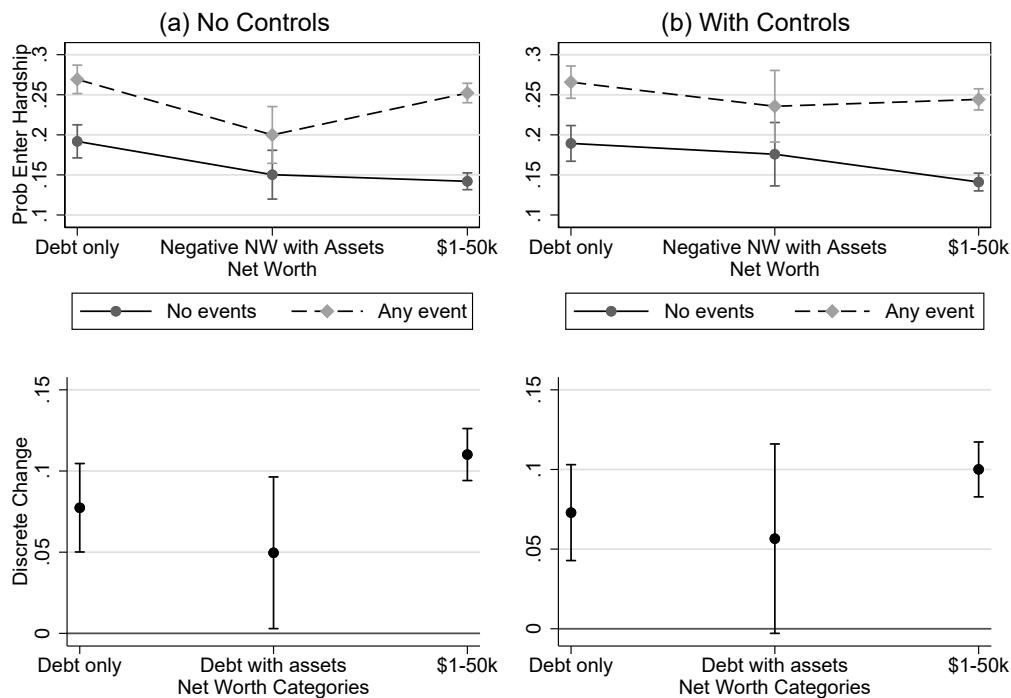 (a) No Controls
Prob Enter Hardship
.3
.25
.2
.15
.1
Debt only Negative NW with Assets $1-50k
Net Worth
No events Any event
(b) With Controls
.3
.25
.2
.15
.1
Debt only Negative NW with Assets $1-50k
Net Worth
No events Any event
Discrete Change
.15
.1
.05
0
Debt only Debt with assets $1-50k
Net Worth Categories
.15
.1
.05
0
Debt only Debt with assets $1-50k
Net Worth Categories